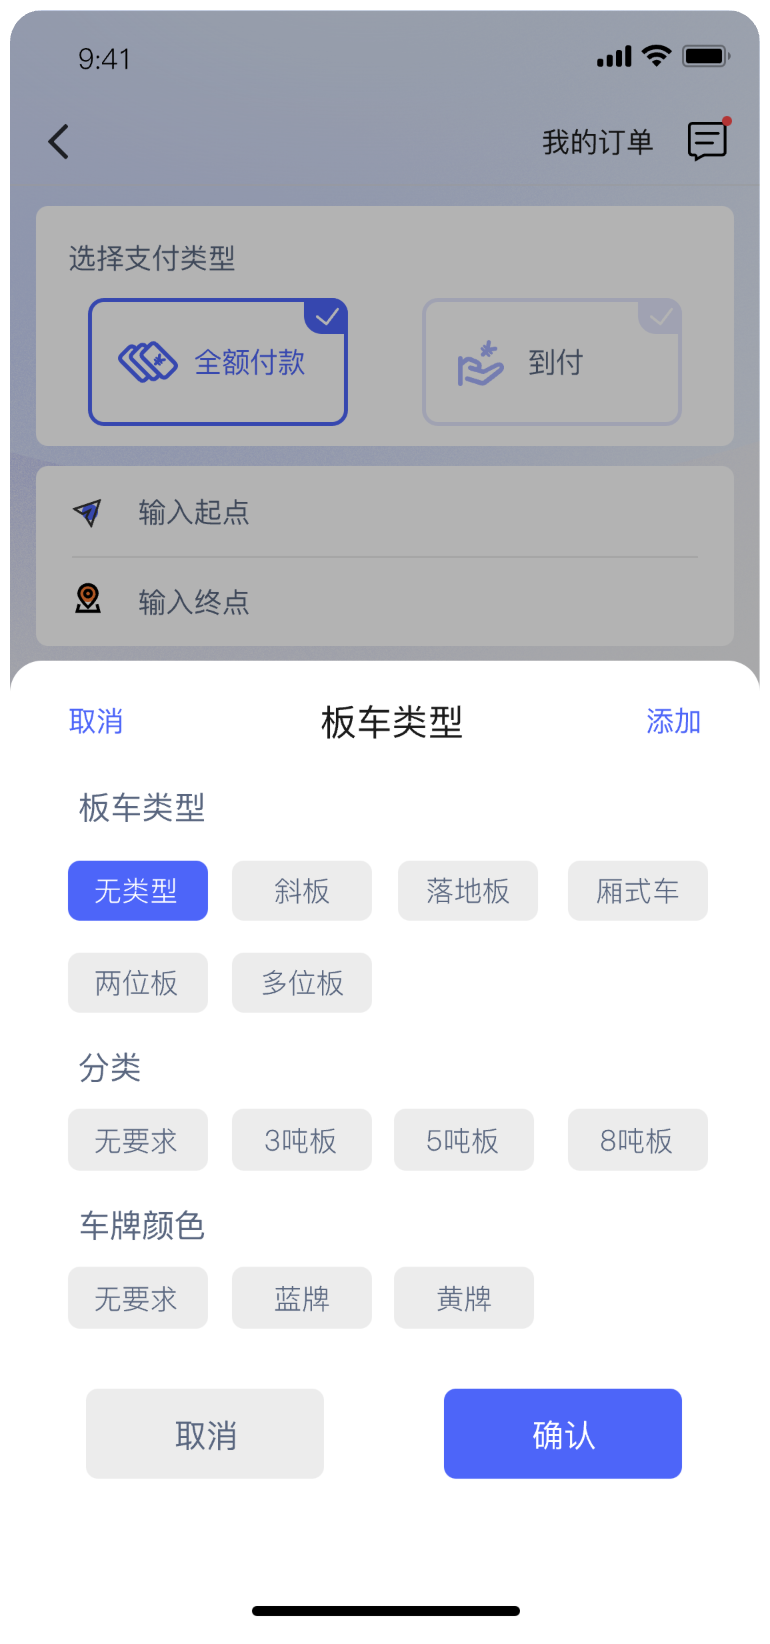 9:41
我的订单
选择支付类型
全额付款 到付
输入起点
输入终点
取消 板车类型 添加
板车类型
无类型 斜板 落地板 厢式车
两位板 多位板
分类
无要求 3吨板 5吨板 8吨板
车牌颜色
无要求 蓝牌 黄牌
取消 确认